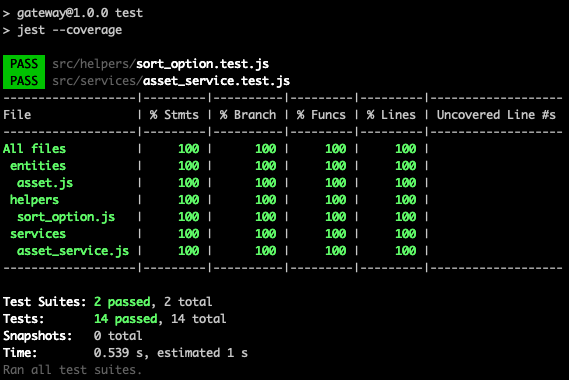 > gateway@1.0.0 test
> jest --coverage
PASS src/helpers/sort_option.test.js
PASS src/services/asset_service.test.js
--------------------|---------|----------|---------|---------|-------------------
File                | % Stmts | % Branch | % Funcs | % Lines | Uncovered Line #s
--------------------|---------|----------|---------|---------|-------------------
All files           |     100 |      100 |     100 |     100 |
 entities           |     100 |      100 |     100 |     100 |
  asset.js          |     100 |      100 |     100 |     100 |
 helpers            |     100 |      100 |     100 |     100 |
  sort_option.js    |     100 |      100 |     100 |     100 |
 services           |     100 |      100 |     100 |     100 |
  asset_service.js  |     100 |      100 |     100 |     100 |
--------------------|---------|----------|---------|---------|-------------------
Test Suites: 2 passed, 2 total
Tests:       14 passed, 14 total
Snapshots:   0 total
Time:        0.539 s, estimated 1 s
Ran all test suites.